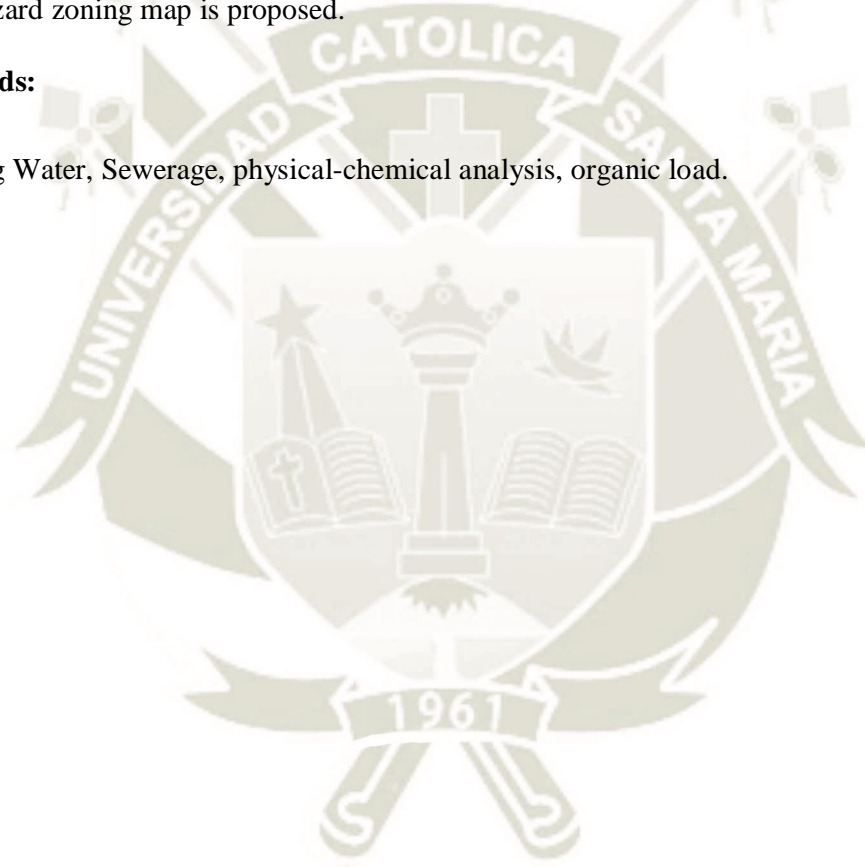 zard zoning map is proposed.
ds:
g Water, Sewerage, physical-chemical analysis, organic load.
UNIVERSIDAD CATOLICA SANTA MARIA
1961